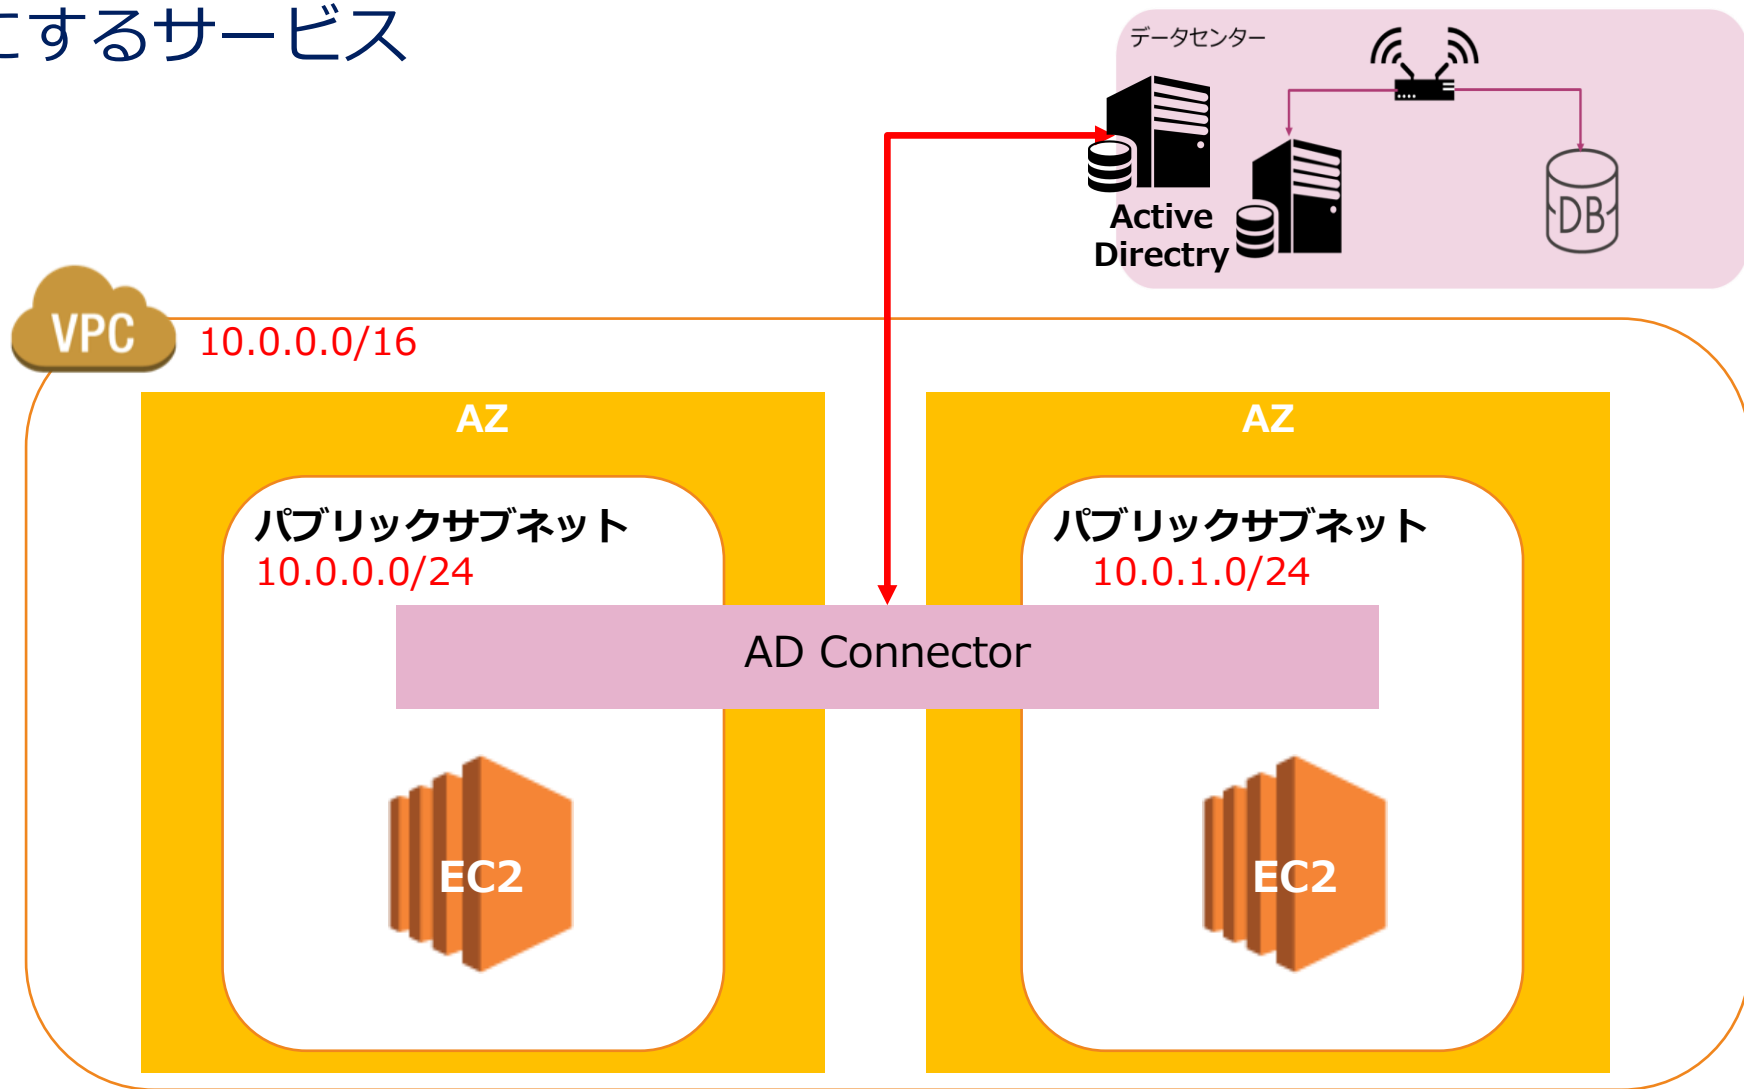 にするサービス
データセンター
Active
Directry
DB
VPC
10.0.0.0/16
AZ
AZ
パブリックサブネット
10.0.0.0/24
パブリックサブネット
10.0.1.0/24
AD Connector
EC2
EC2